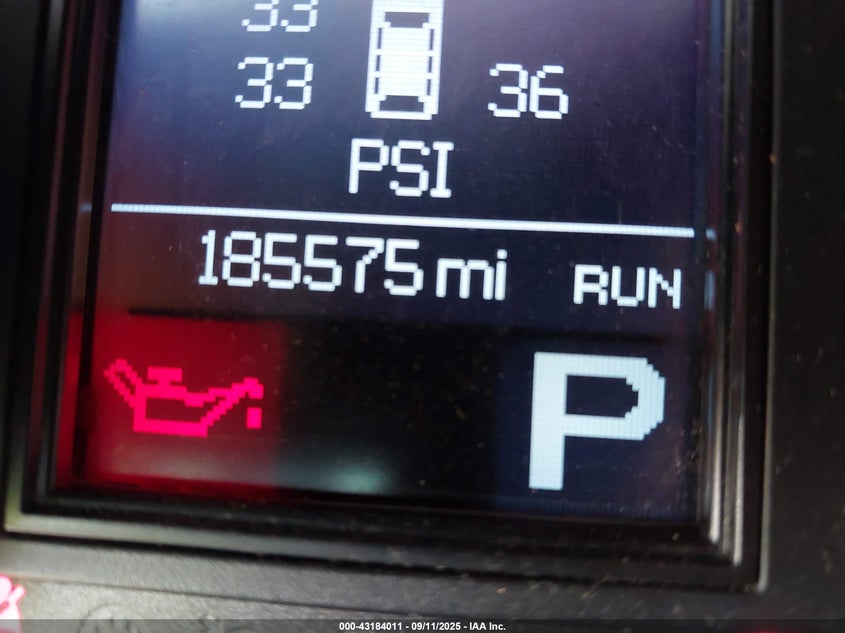 33
33 36
PSI
185575 mi RUN
P
000-43184011 - 09/11/2025 - IAA Inc.